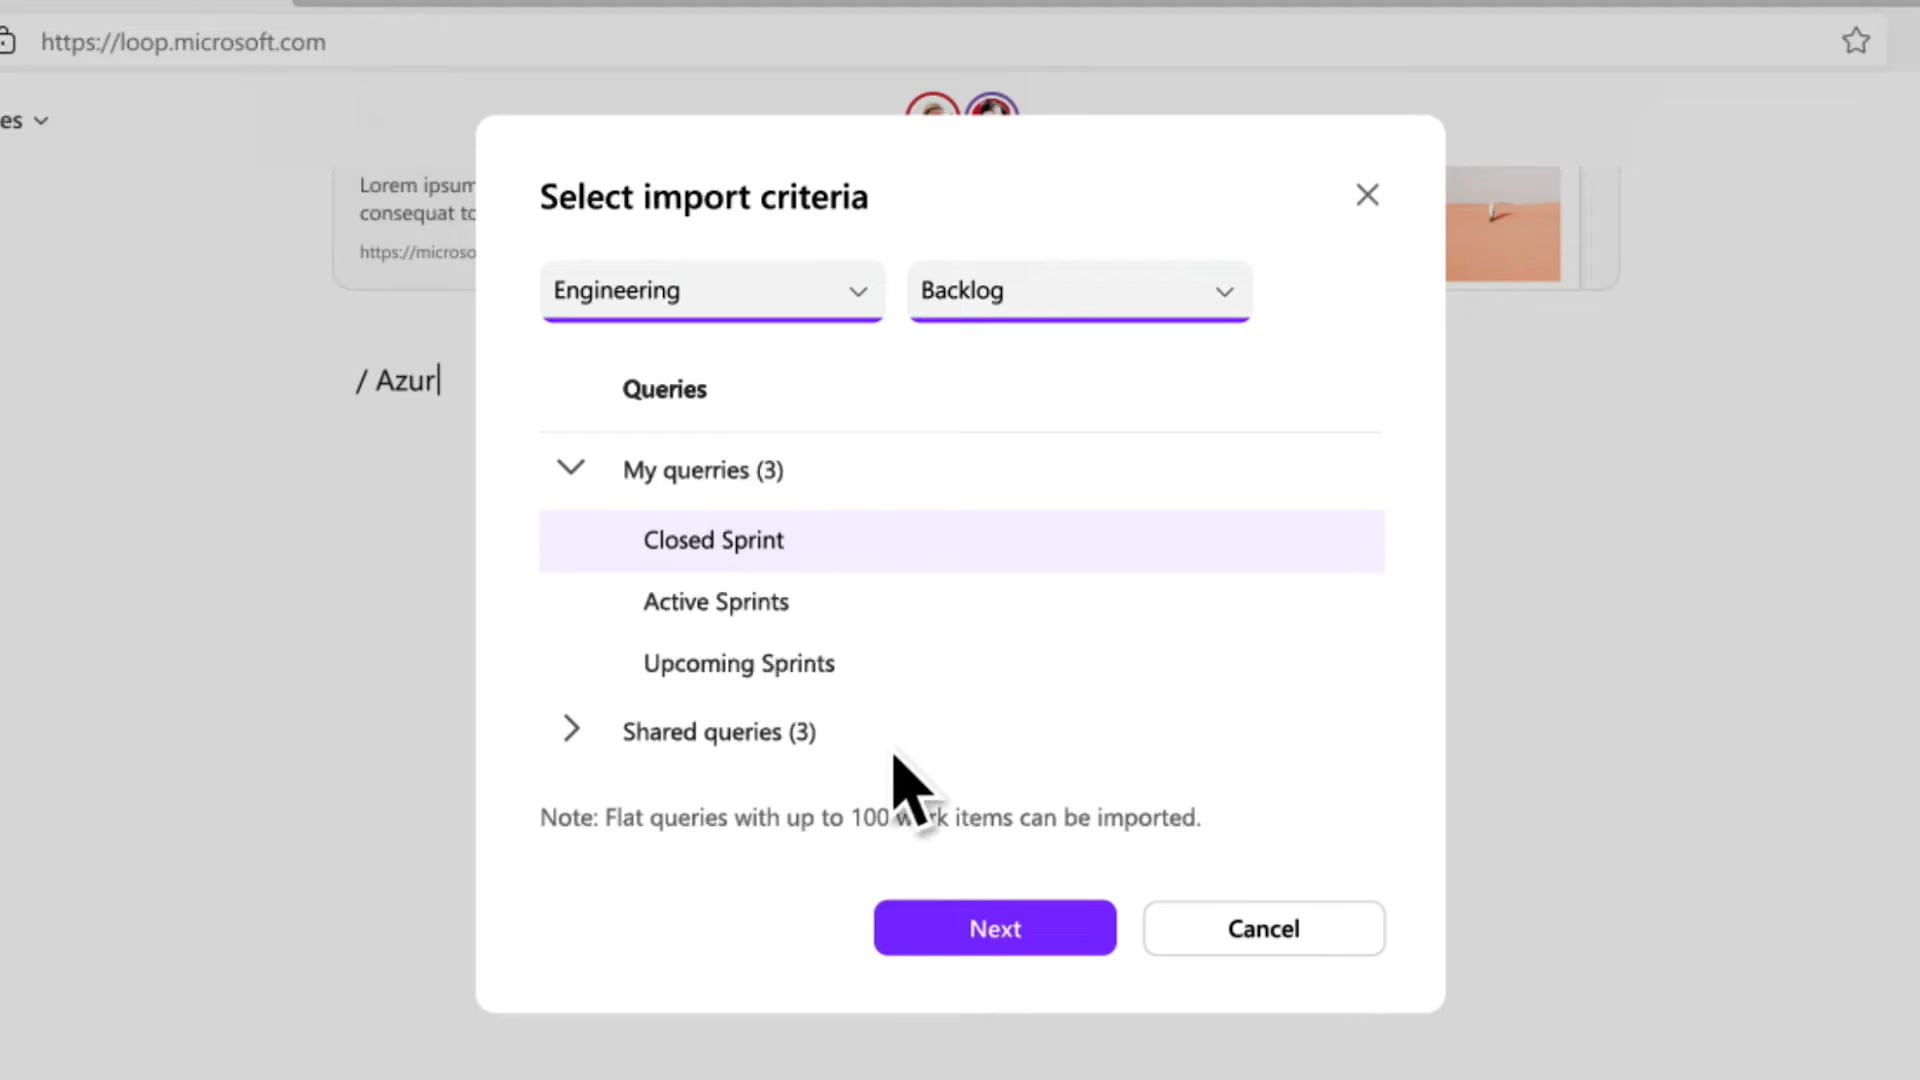 https://loop.microsoft.com
es
Lorem ipsum
consequat to
https://microso
/ Azur
Select import criteria
Engineering
Backlog
Queries
My querries (3)
Closed Sprint
Active Sprints
Upcoming Sprints
Shared queries (3)
Note: Flat queries with up to 100 work items can be imported.
Next
Cancel